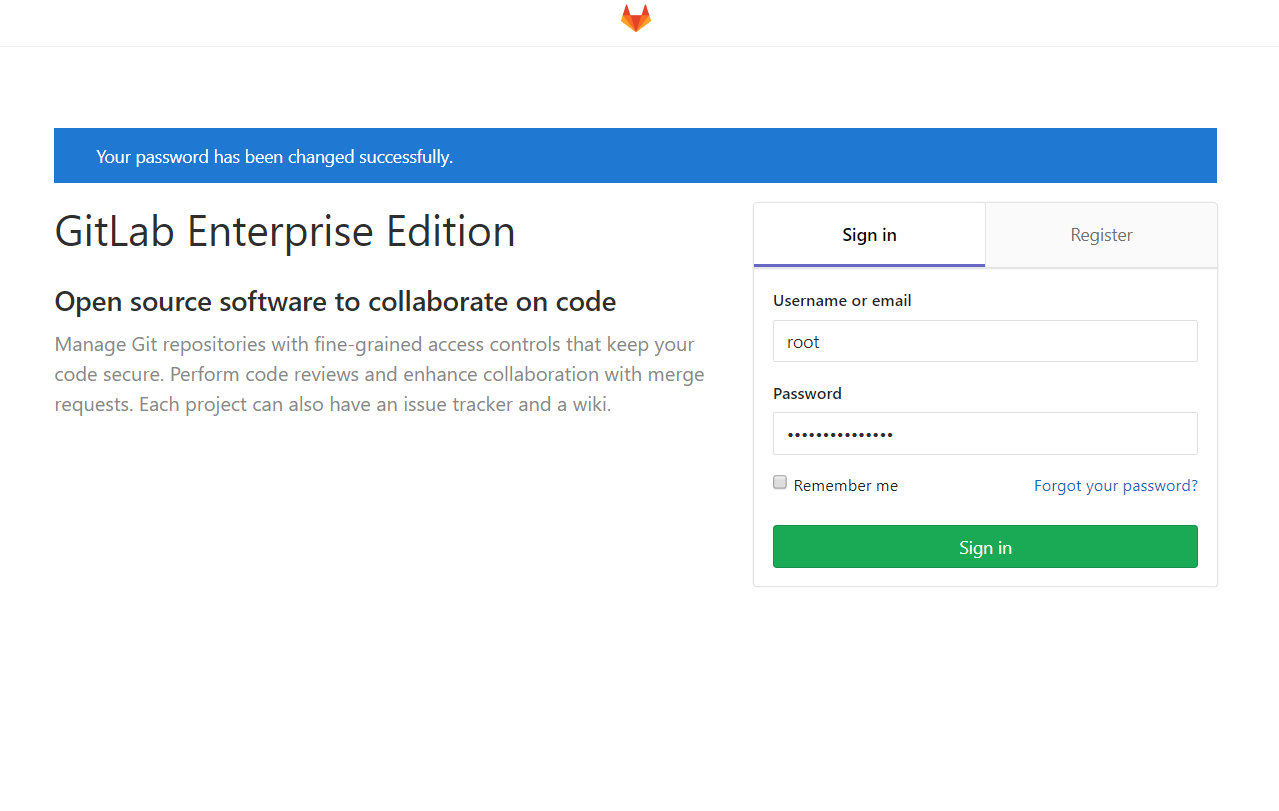 Your password has been changed successfully.
GitLab Enterprise Edition
Open source software to collaborate on code
Manage Git repositories with fine-grained access controls that keep your
code secure. Perform code reviews and enhance collaboration with merge
requests. Each project can also have an issue tracker and a wiki.
Sign in
Register
Username or email
root
Password
•••••••••••••••
Remember me
Forgot your password?
Sign in